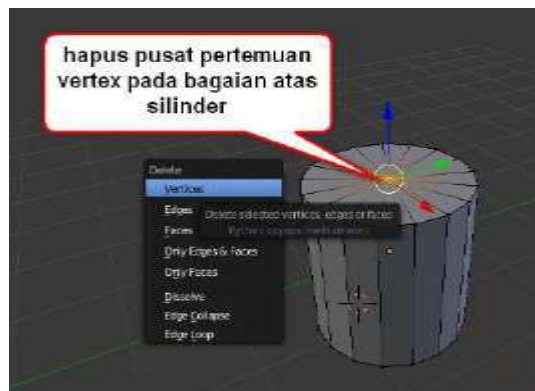 hapus pusat pertemuan
vertex pada bagaian atas
silinder
Delete
Vertices
Edges
Delete selected vertices, edges or faces
Faces
Python:
Only Edges & Faces
Only Faces
Dissolve
Edge Collapse
Edge Loop